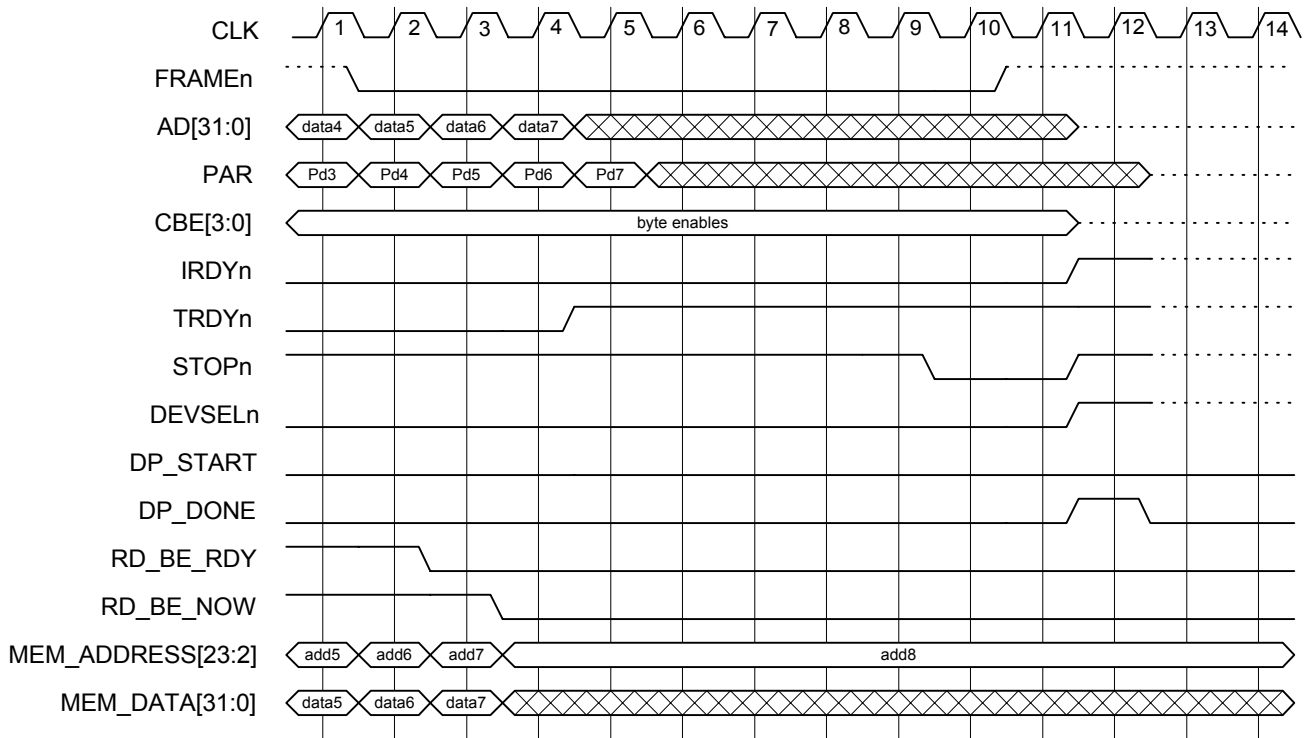 CLK 1 2 3 4 5 6 7 8 9 10 11 12 13 14
FRAMEn
AD[31:0] data4 data5 data6 data7
PAR Pd3 Pd4 Pd5 Pd6 Pd7
CBE[3:0] byte enables
IRDYn
TRDYn
STOPn
DEVSELn
DP_START
DP_DONE
RD_BE_RDY
RD_BE_NOW
MEM_ADDRESS[23:2] add5 add6 add7 add8
MEM_DATA[31:0] data5 data6 data7